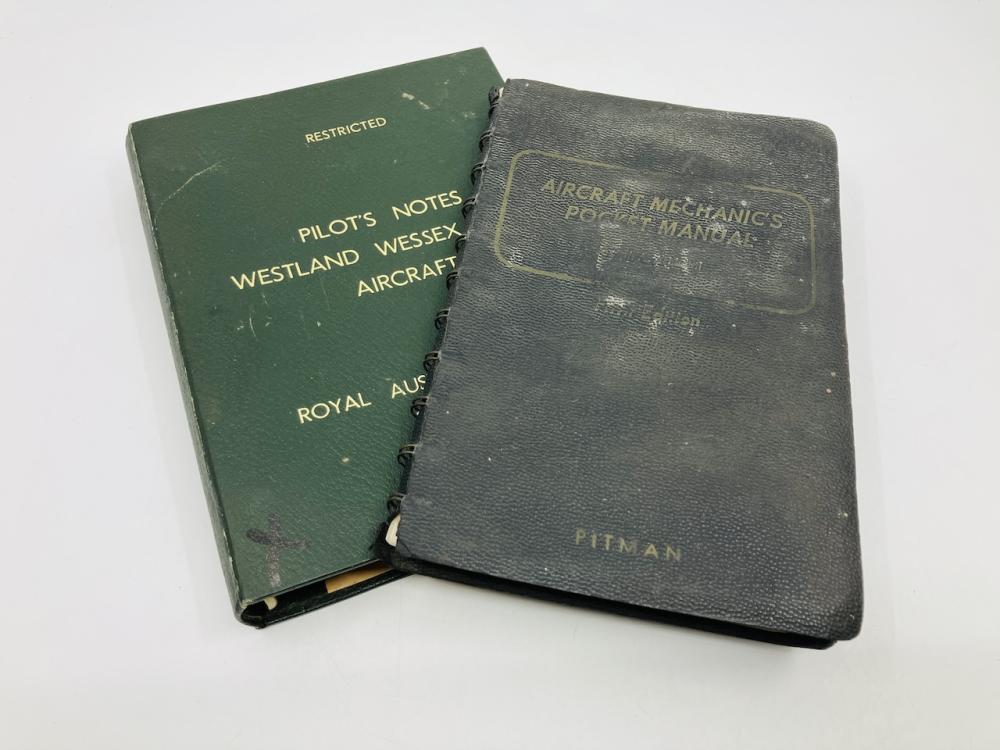 RESTRICTED
PILOT'S NOTES
WESTLAND WESSEX
AIRCRAFT
ROYAL AUS
AIRCRAFT MECHANIC'S
POCKET MANUAL
Edition
PITMAN